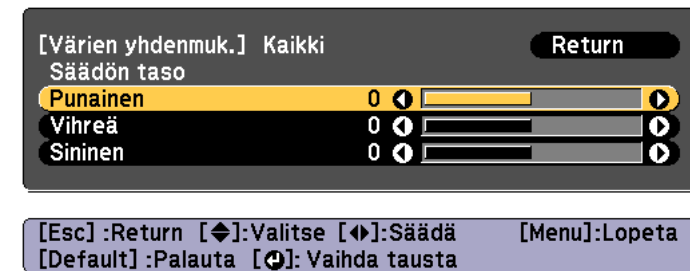 [Värien yhdenmuk.] Kaikki Return
Säädön taso
Punainen 0
Vihreä 0
Sininen 0
[Esc] :Return [◆]:Valitse [◀▶]:Säädä [Menu]:Lopeta
[Default] :Palauta [↵]: Vaihda tausta